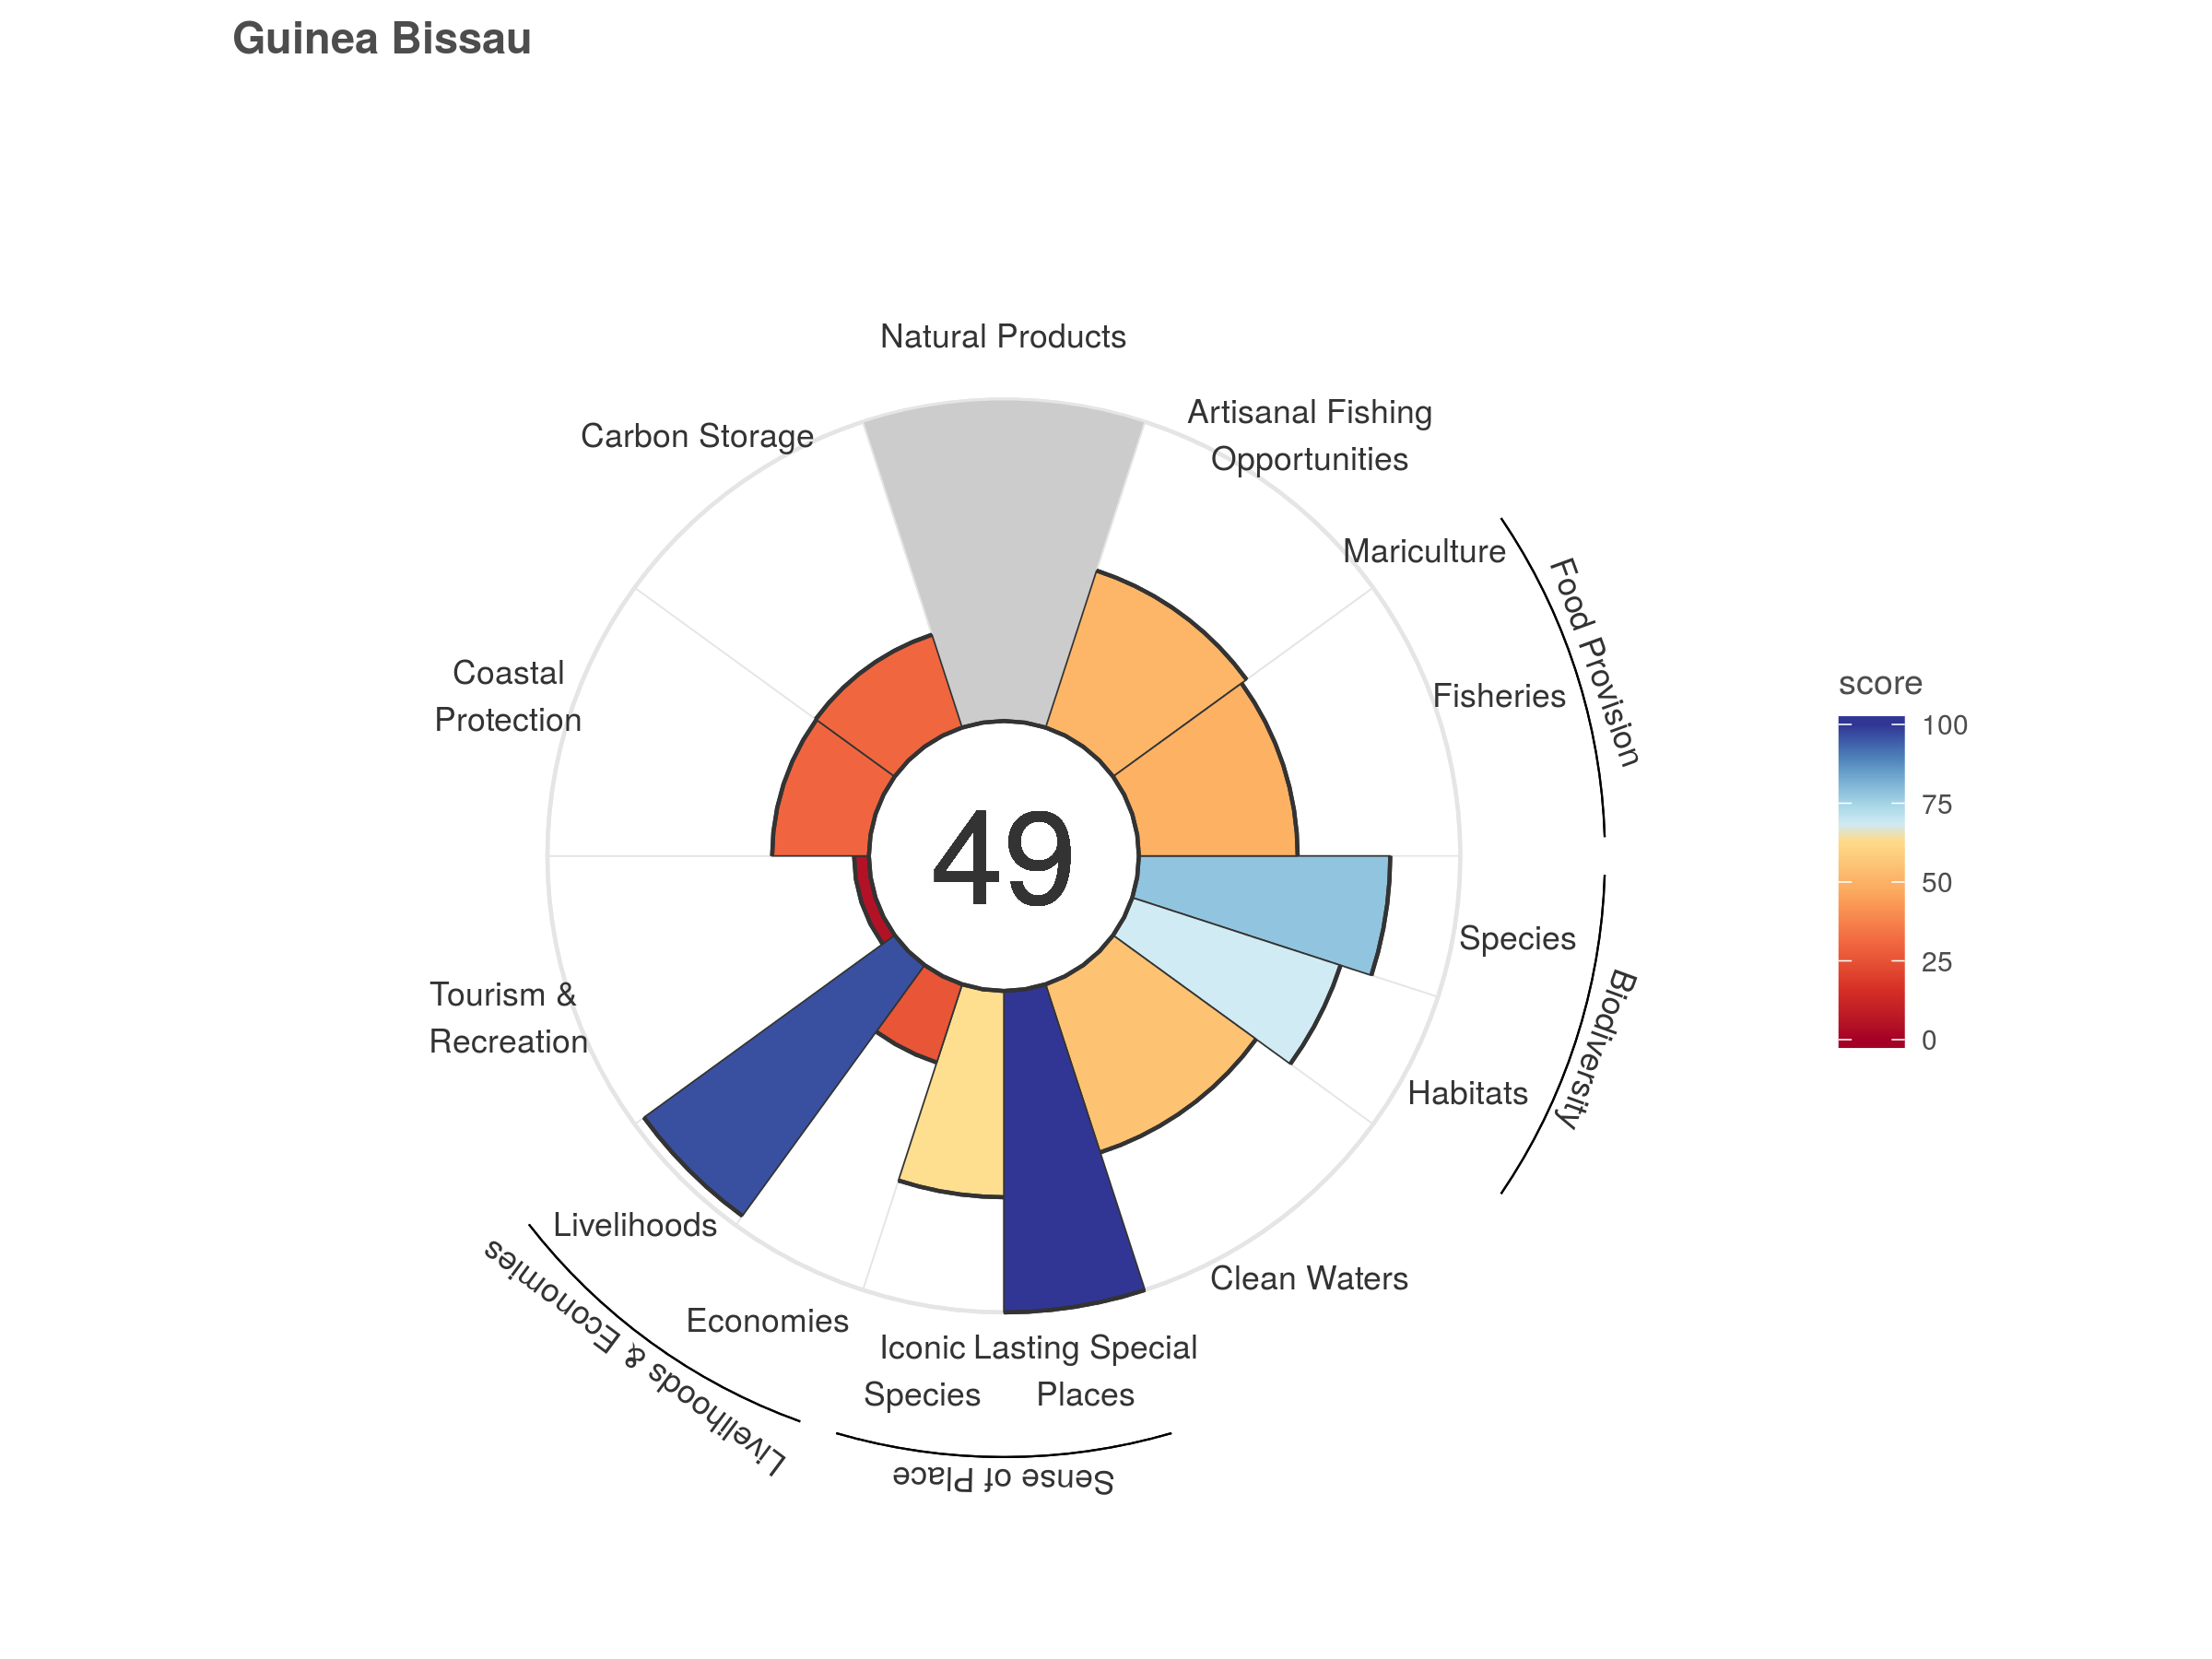 Guinea Bissau
Natural Products
Artisanal Fishing
Opportunities
Carbon Storage
Mariculture
Food Provision
Fisheries
Coastal
Protection
score
100
75
50
25
0
49
Species
Biodiversity
Habitats
Tourism &
Recreation
Livelihoods
Livelihoods & Economies
Economies
Clean Waters
Iconic
Species
Lasting Special
Places
Sense of Place